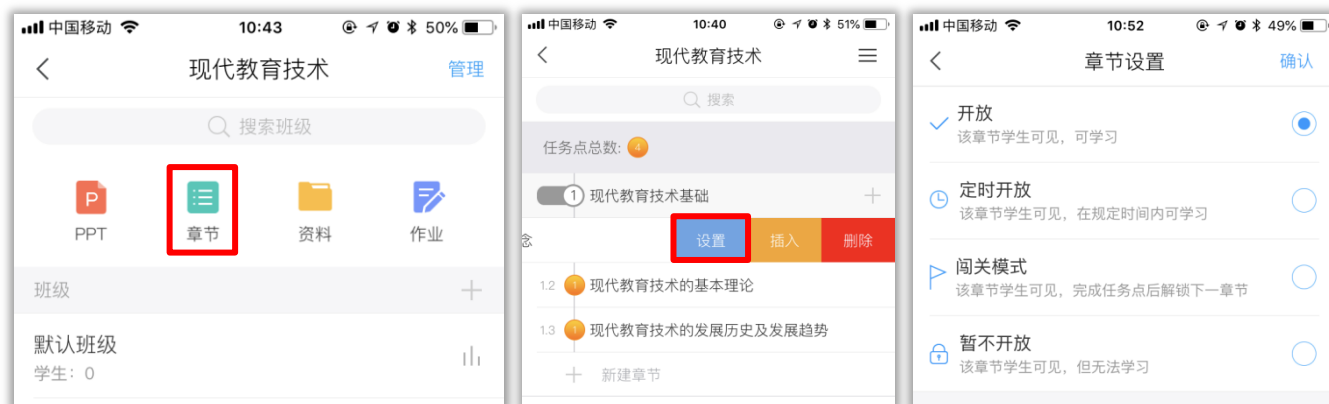 中国移动 10:43 50%
现代教育技术 管理
搜索班级
P
PPT 章节 资料 作业
班级
默认班级
学生：0
中国移动 10:40 51%
现代教育技术
搜索
任务点总数: 4
1 现代教育技术基础
念 设置 插入 删除
1.2 1 现代教育技术的基本理论
1.3 1 现代教育技术的发展历史及发展趋势
新建章节
中国移动 10:52 49%
章节设置 确认
开放
该章节学生可见，可学习
定时开放
该章节学生可见，在规定时间内可学习
闯关模式
该章节学生可见，完成任务点后解锁下一章节
暂不开放
该章节学生可见，但无法学习